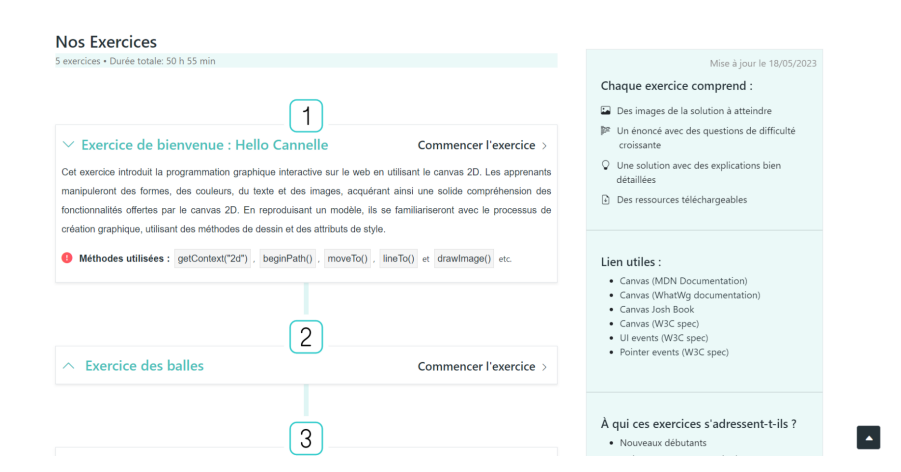 Nos Exercices
5 exercices • Durée totale: 50 h 55 min
1
Exercice de bienvenue : Hello Cannelle
Commencer l'exercice >
Cet exercice introduit la programmation graphique interactive sur le web en utilisant le canvas 2D. Les apprenants
manipuleront des formes, des couleurs, du texte et des images, acquérant ainsi une solide compréhension des
fonctionnalités offertes par le canvas 2D. En reproduisant un modèle, ils se familiariseront avec le processus de
création graphique, utilisant des méthodes de dessin et des attributs de style.
Méthodes utilisées : getContext("2d") , beginPath() , moveTo() , lineTo() et drawImage() etc.
2
Exercice des balles
Commencer l'exercice >
3
Mise à jour le 18/05/2023
Chaque exercice comprend :
Des images de la solution à atteindre
Un énoncé avec des questions de difficulté
croissante
Une solution avec des explications bien
détaillées
Des ressources téléchargeables
Lien utiles :
• Canvas (MDN Documentation)
• Canvas (WhatWg documentation)
• Canvas Josh Book
• Canvas (W3C spec)
• UI events (W3C spec)
• Pointer events (W3C spec)
À qui ces exercices s'adressent-t-ils ?
• Nouveaux débutants